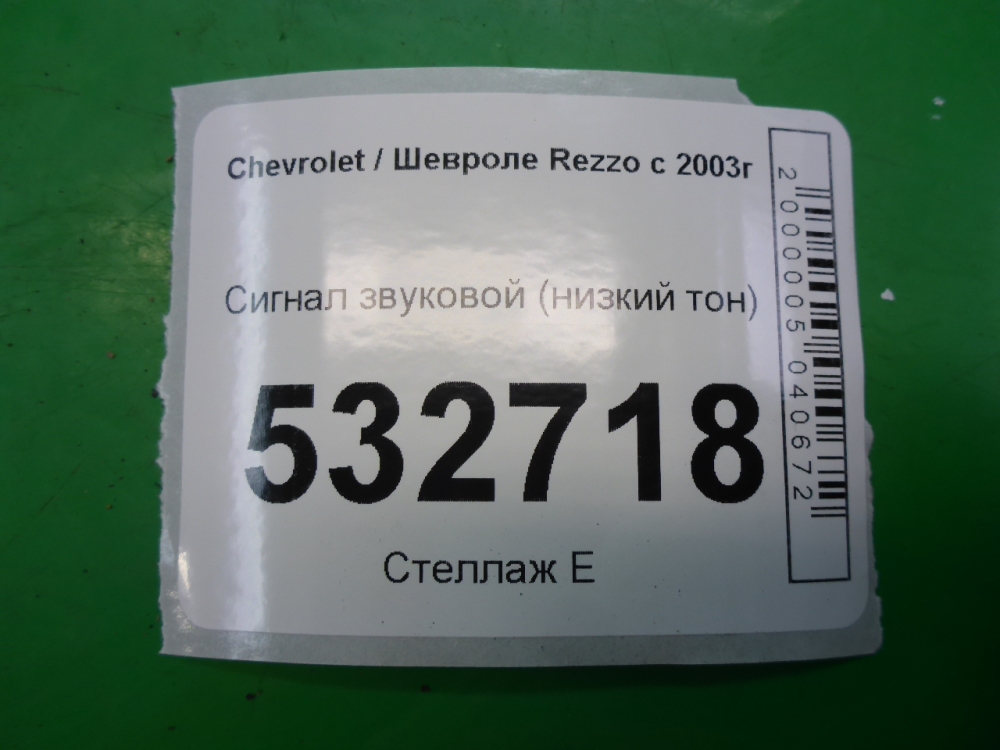 Chevrolet / Шевроле Rezzo с 2003г
Сигнал звуковой (низкий тон)
532718
Стеллаж Е
2000005040672